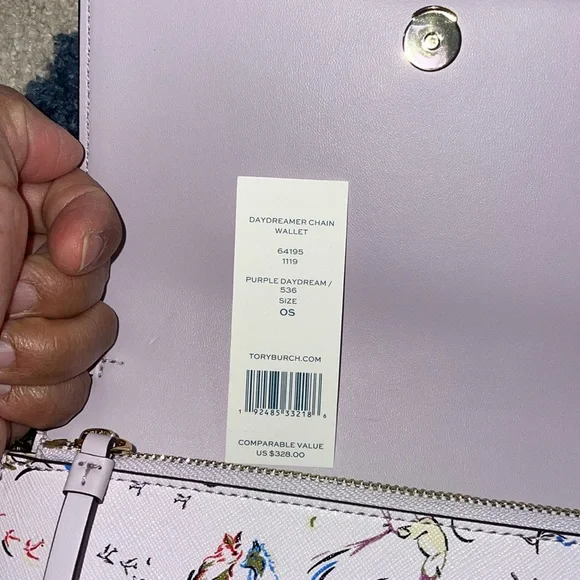 DAYDREAMER CHAIN
WALLET
64195
1119
PURPLE DAYDREAM /
536
SIZE
OS
TORYBURCH.COM
1 92485 33218 6
COMPARABLE VALUE
US $328.00